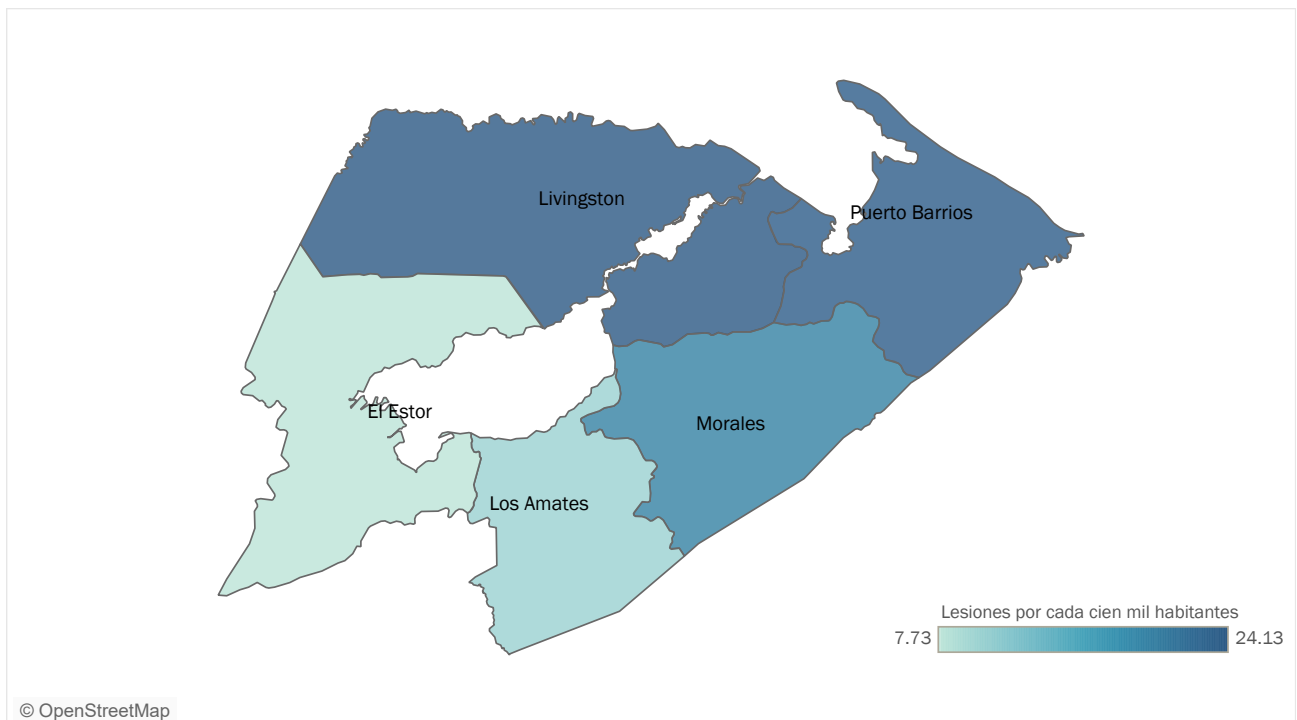 Livingston
Puerto Barrios
El Estor
Morales
Los Amates
Lesiones por cada cien mil habitantes
7.73
24.13
© OpenStreetMap